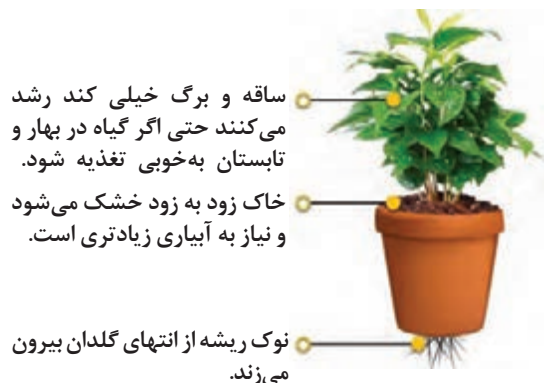 ساقه و برگ خیلی کند رشد
می‌کنند حتی اگر گیاه در بهار و
تابستان به‌خوبی تغذیه شود.
خاک زود به زود خشک می‌شود
و نیاز به آبیاری زیادتری است.
نوک ریشه از انتهای گلدان بیرون
می‌زند.